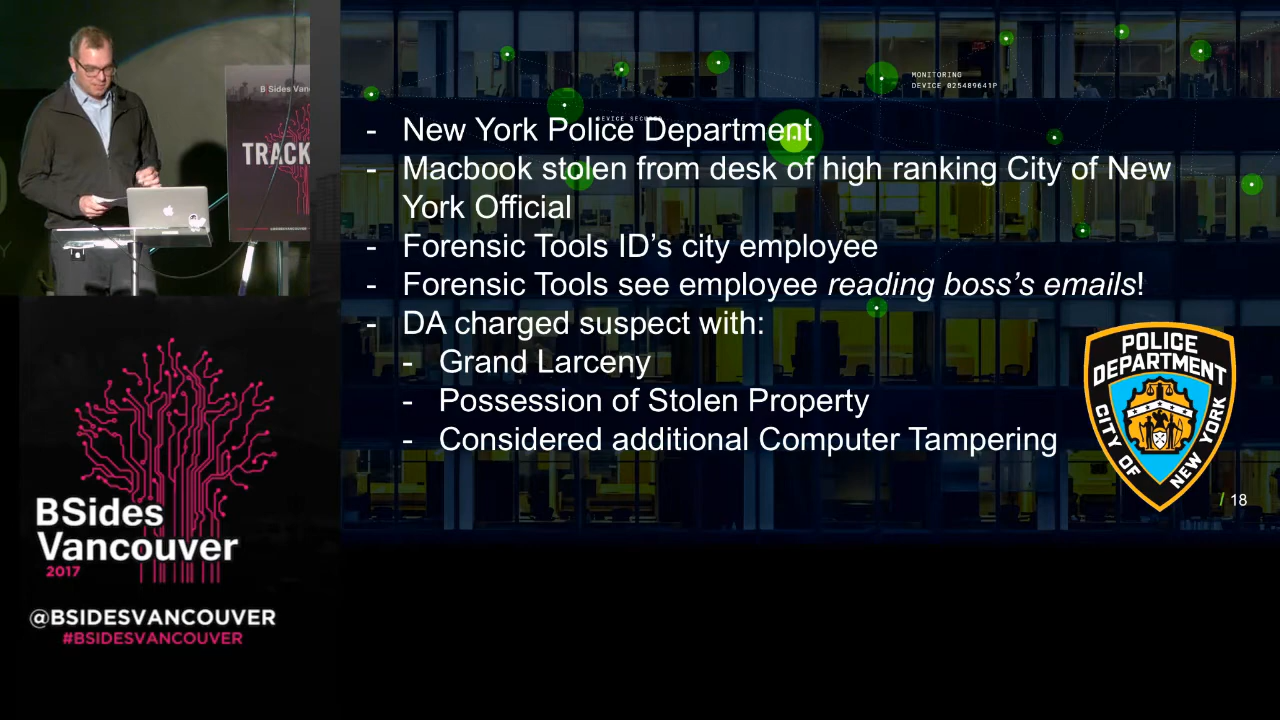 B Sides Van
TRACK
MONITORING
DEVICE 025489641P
- New York Police Department
- Macbook stolen from desk of high ranking City of New
York Official
- Forensic Tools ID’s city employee
- Forensic Tools see employee reading boss’s emails!
- DA charged suspect with:
- Grand Larceny
- Possession of Stolen Property
- Considered additional Computer Tampering
POLICE
DEPARTMENT
CITY OF
NEW YORK
/ 18
BSides
Vancouver
2017
@BSIDESVANCOUVER
#BSIDESVANCOUVER